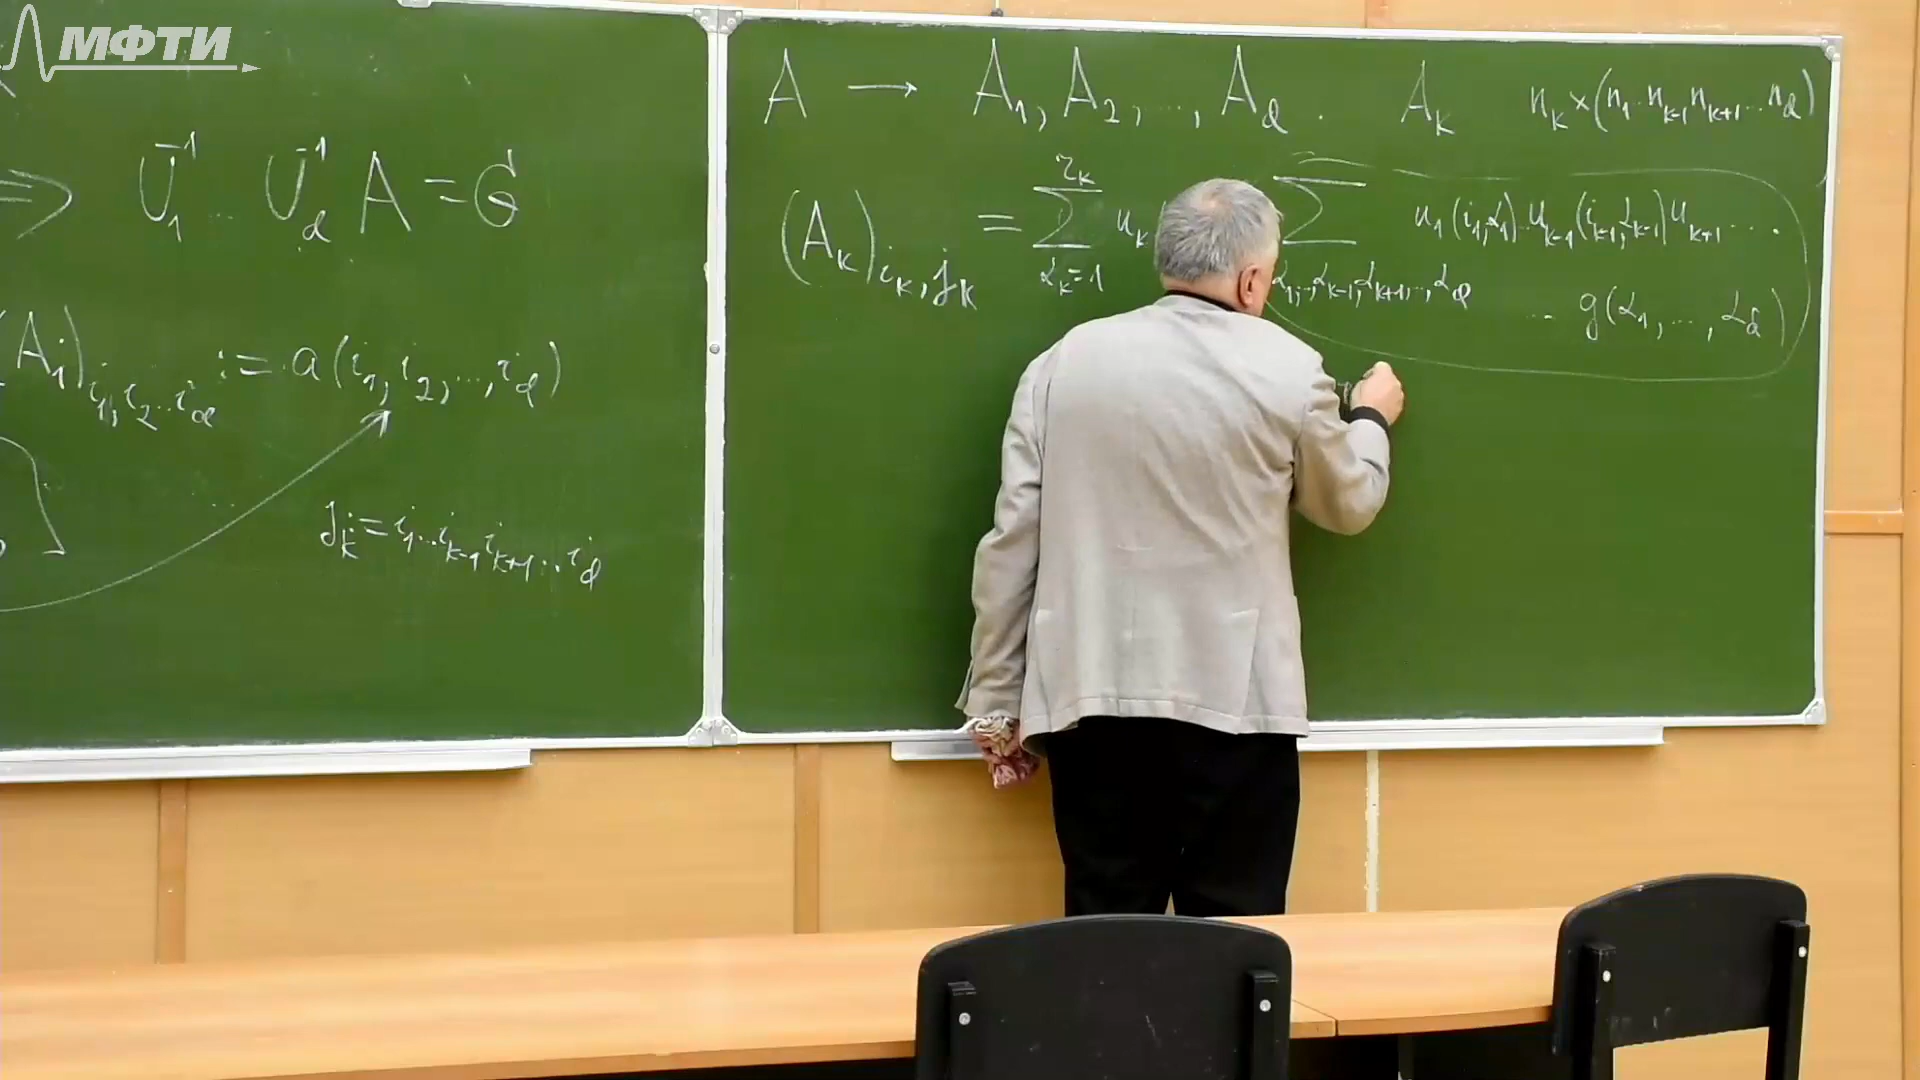 МФТИ
⇒ U₁⁻¹ ... U_d⁻¹ A = G
(A₁)_{i₁, i₂...i_d} := a(i₁, i₂, ..., i_d)
j_k = i₁...i_{k-1} i_{k+1}...i_d
A → A₁, A₂, ..., A_d. A_k n_k × (n₁...n_{k-1} n_{k+1}...n_d)
(A_k)_{i_k, j_k} = ∑_{α_k=1}^{r_k} u_k ∑_{α₁,...,α_{k-1},α_{k+1},...,α_d} u₁(i₁,α₁)...u_{k-1}(i_{k-1},α_{k-1}) u_{k+1} ...
... g(α₁, ..., α_d)